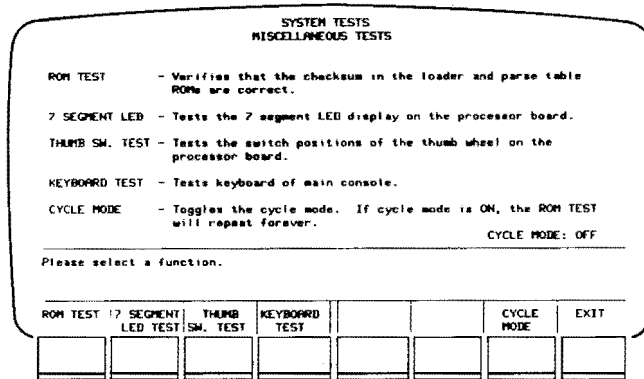 SYSTEM TESTS
MISCELLANEOUS TESTS
ROM TEST - Verifies that the checksum in the loader and parse table
ROMs are correct.
7 SEGMENT LED - Tests the 7 segment LED display on the processor board.
THUMB SW. TEST - Tests the switch positions of the thumb wheel on the
processor board.
KEYBOARD TEST - Tests keyboard of main console.
CYCLE MODE - Toggles the cycle mode. If cycle mode is ON, the ROM TEST
will repeat forever.
CYCLE MODE: OFF
Please select a function.
ROM TEST 7 SEGMENT THUMB KEYBOARD CYCLE EXIT
LED TEST SW. TEST TEST MODE